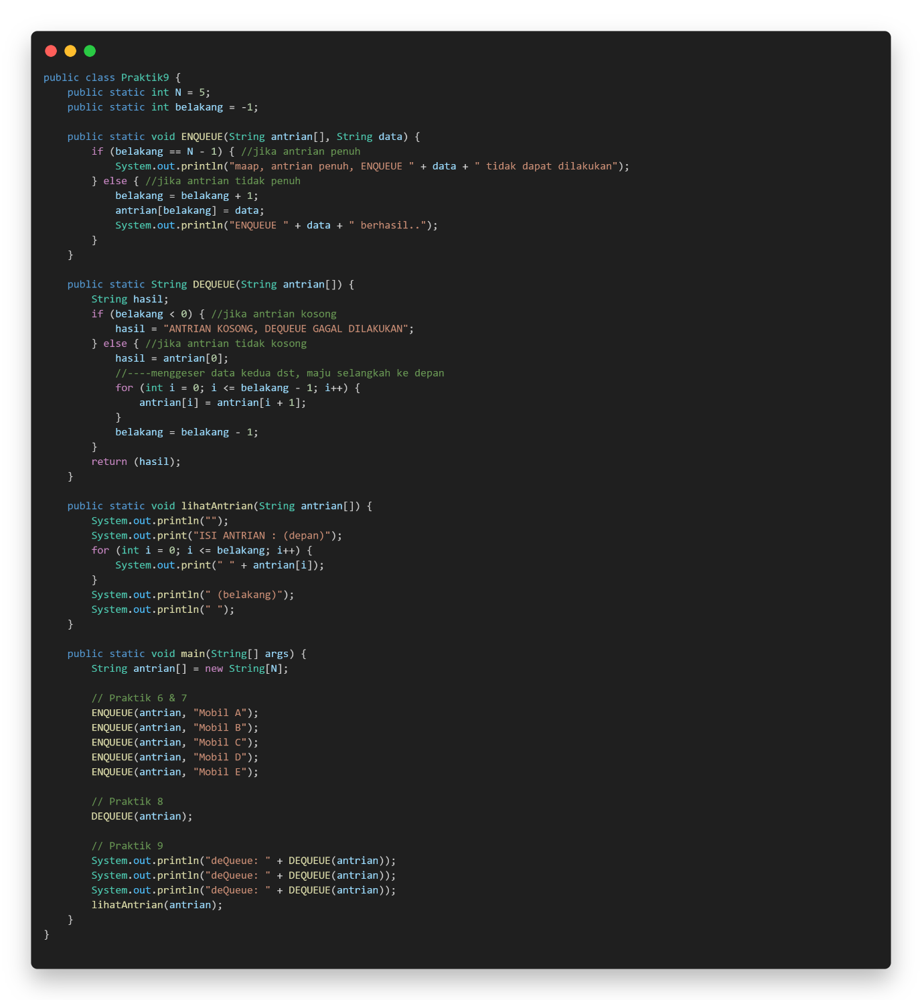 public class Praktik9 {
    public static int N = 5;
    public static int belakang = -1;

    public static void ENQUEUE(String antrian[], String data) {
        if (belakang == N - 1) { //jika antrian penuh
            System.out.println("maap, antrian penuh, ENQUEUE " + data + " tidak dapat dilakukan");
        } else { //jika antrian tidak penuh
            belakang = belakang + 1;
            antrian[belakang] = data;
            System.out.println("ENQUEUE " + data + " berhasil..");
        }
    }

    public static String DEQUEUE(String antrian[]) {
        String hasil;
        if (belakang < 0) { //jika antrian kosong
            hasil = "ANTRIAN KOSONG, DEQUEUE GAGAL DILAKUKAN";
        } else { //jika antrian tidak kosong
            hasil = antrian[0];
            //----menggeser data kedua dst, maju selangkah ke depan
            for (int i = 0; i <= belakang - 1; i++) {
                antrian[i] = antrian[i + 1];
            }
            belakang = belakang - 1;
        }
        return (hasil);
    }

    public static void lihatAntrian(String antrian[]) {
        System.out.println("");
        System.out.print("ISI ANTRIAN : (depan)");
        for (int i = 0; i <= belakang; i++) {
            System.out.print(" " + antrian[i]);
        }
        System.out.println(" (belakang)");
        System.out.println(" ");
    }

    public static void main(String[] args) {
        String antrian[] = new String[N];

        // Praktik 6 & 7
        ENQUEUE(antrian, "Mobil A");
        ENQUEUE(antrian, "Mobil B");
        ENQUEUE(antrian, "Mobil C");
        ENQUEUE(antrian, "Mobil D");
        ENQUEUE(antrian, "Mobil E");

        // Praktik 8
        DEQUEUE(antrian);

        // Praktik 9
        System.out.println("deQueue: " + DEQUEUE(antrian));
        System.out.println("deQueue: " + DEQUEUE(antrian));
        System.out.println("deQueue: " + DEQUEUE(antrian));
        lihatAntrian(antrian);
    }
}